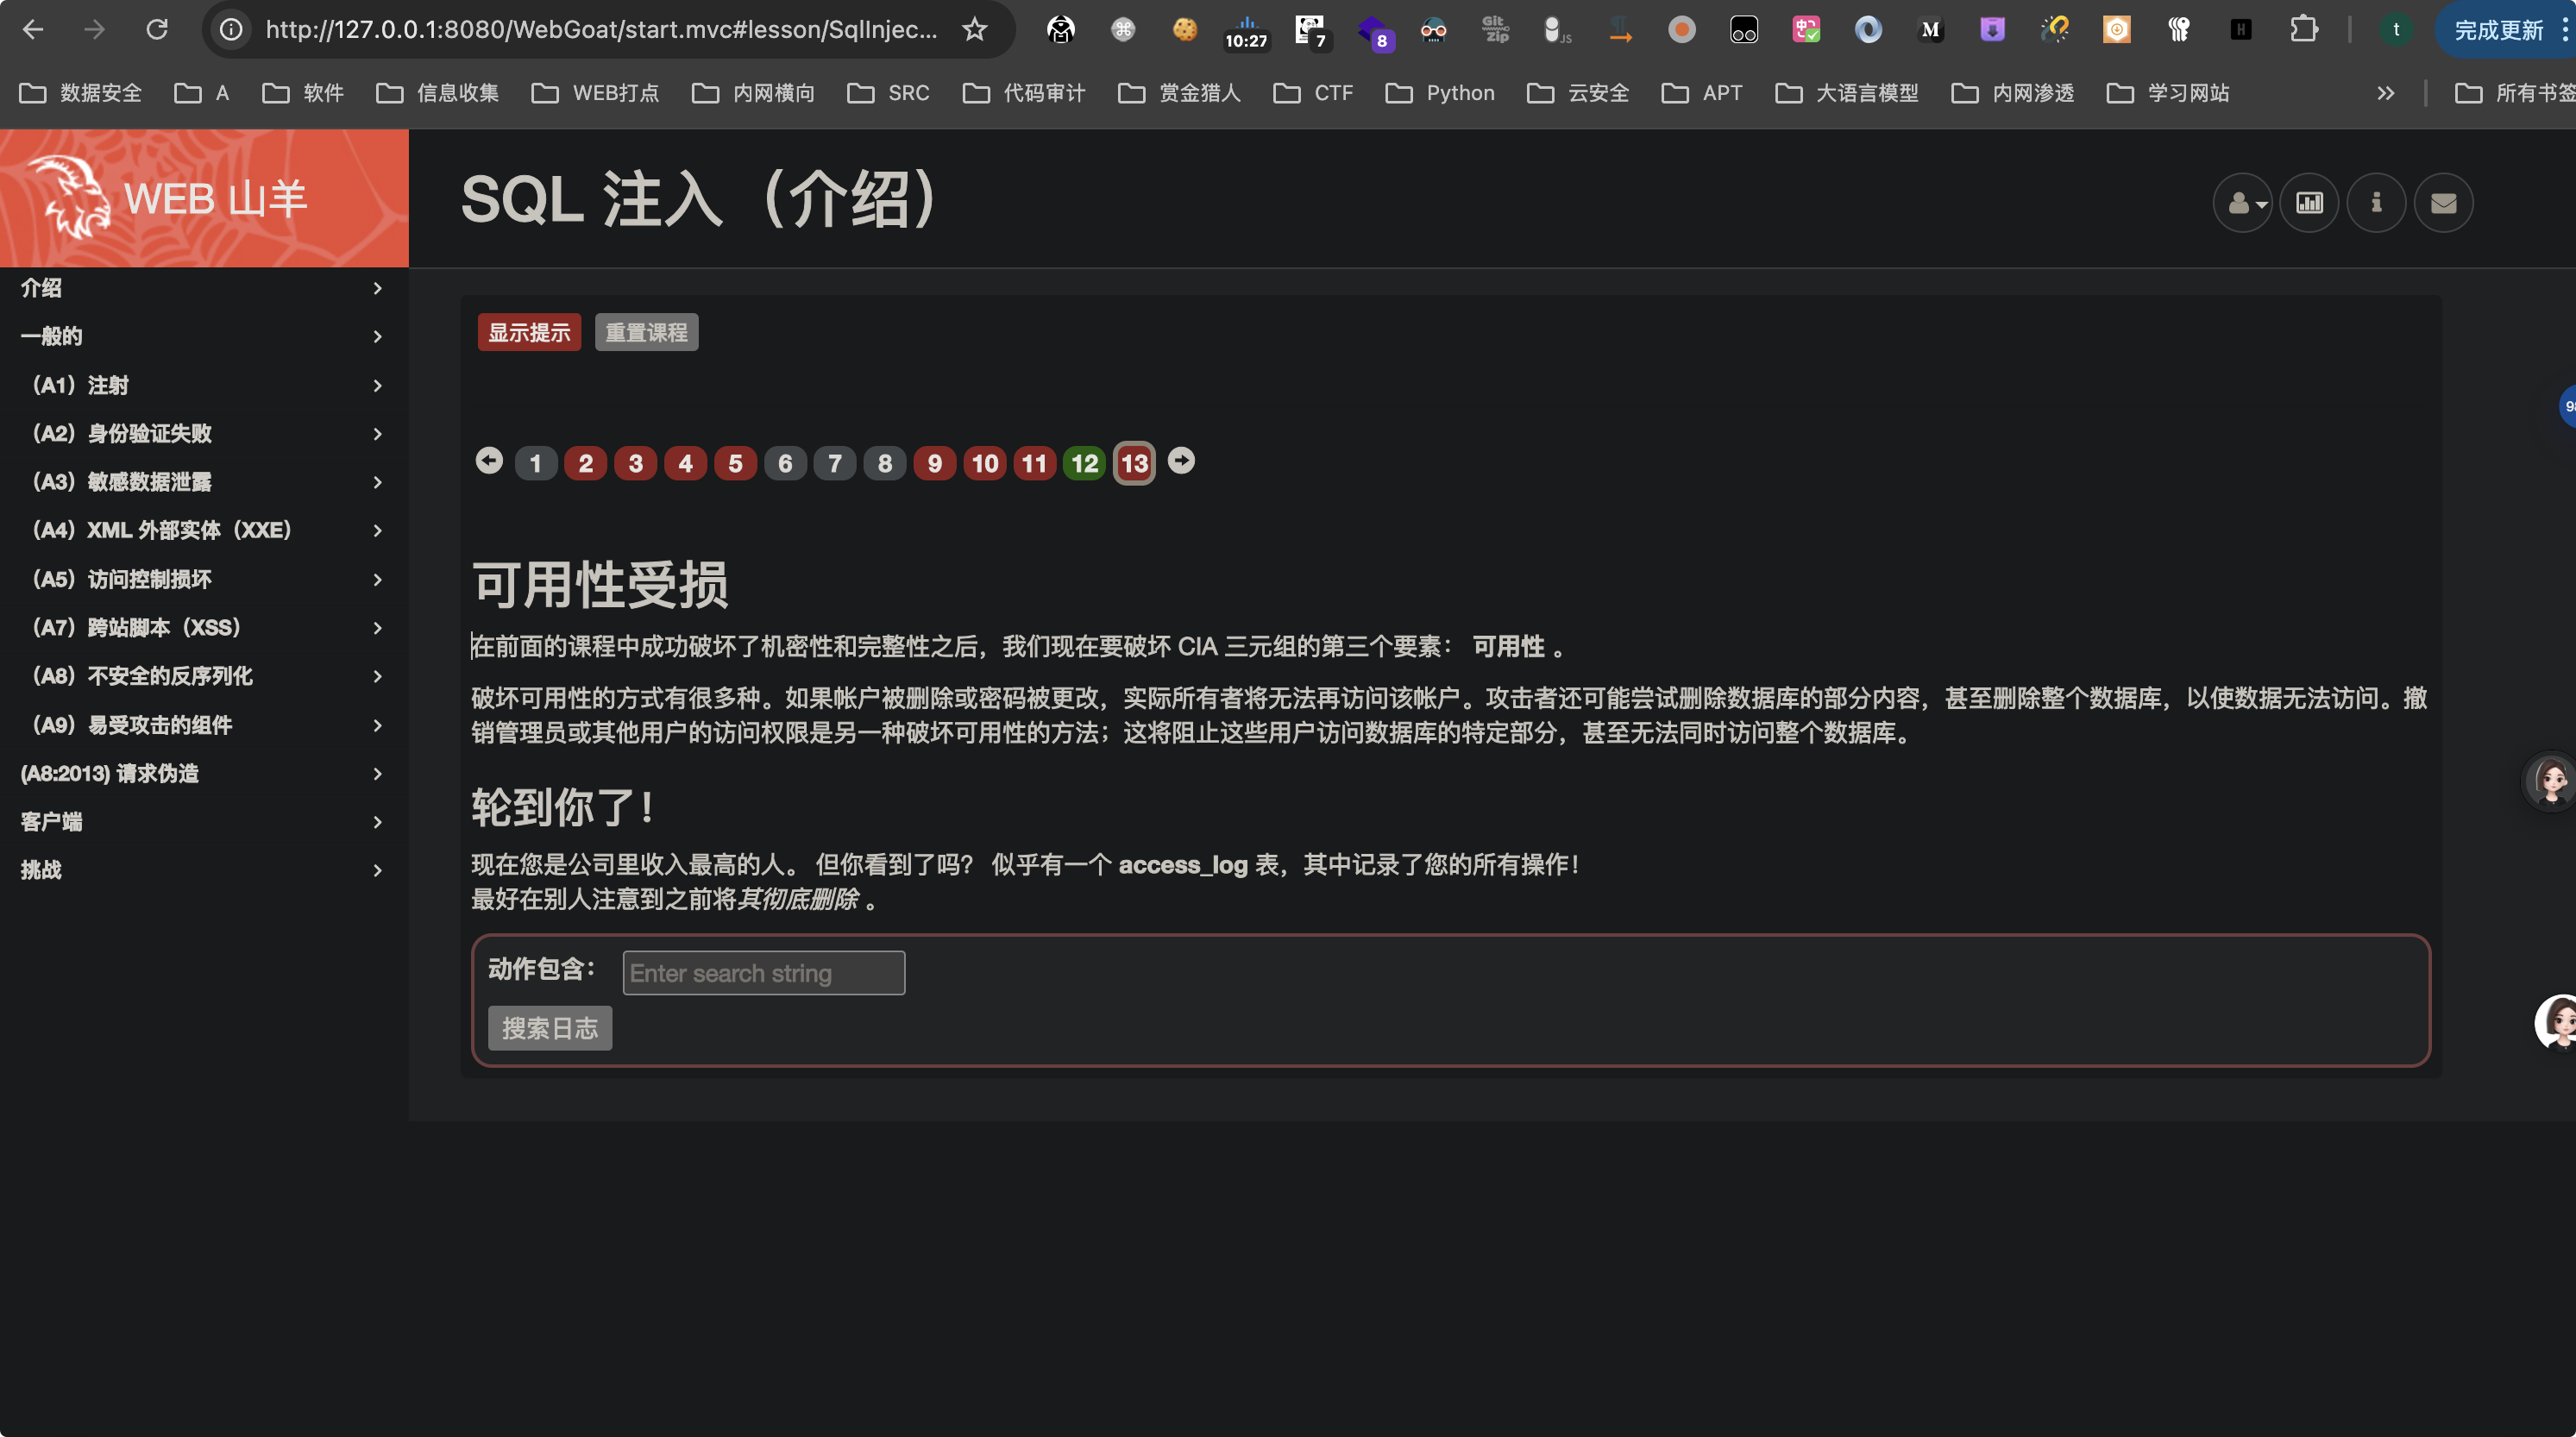 http://127.0.0.1:8080/WebGoat/start.mvc#lesson/SqlInjec...
10:27
7
8
Git
zip
JS
M
H
t
完成更新
数据安全
A
软件
信息收集
WEB打点
内网横向
SRC
代码审计
赏金猎人
CTF
Python
云安全
APT
大语言模型
内网渗透
学习网站
所有书签
WEB 山羊
SQL 注入（介绍）
介绍
一般的
（A1）注射
（A2）身份验证失败
（A3）敏感数据泄露
（A4）XML 外部实体（XXE）
（A5）访问控制损坏
（A7）跨站脚本（XSS）
（A8）不安全的反序列化
（A9）易受攻击的组件
(A8:2013) 请求伪造
客户端
挑战
显示提示
重置课程
1 2 3 4 5 6 7 8 9 10 11 12 13
98
可用性受损
在前面的课程中成功破坏了机密性和完整性之后，我们现在要破坏 CIA 三元组的第三个要素： 可用性 。
破坏可用性的方式有很多种。如果帐户被删除或密码被更改，实际所有者将无法再访问该帐户。攻击者还可能尝试删除数据库的部分内容，甚至删除整个数据库，以使数据无法访问。撤
销管理员或其他用户的访问权限是另一种破坏可用性的方法；这将阻止这些用户访问数据库的特定部分，甚至无法同时访问整个数据库。
轮到你了！
现在您是公司里收入最高的人。 但你看到了吗？ 似乎有一个 access_log 表，其中记录了您的所有操作！
最好在别人注意到之前将其彻底删除 。
动作包含：
Enter search string
搜索日志